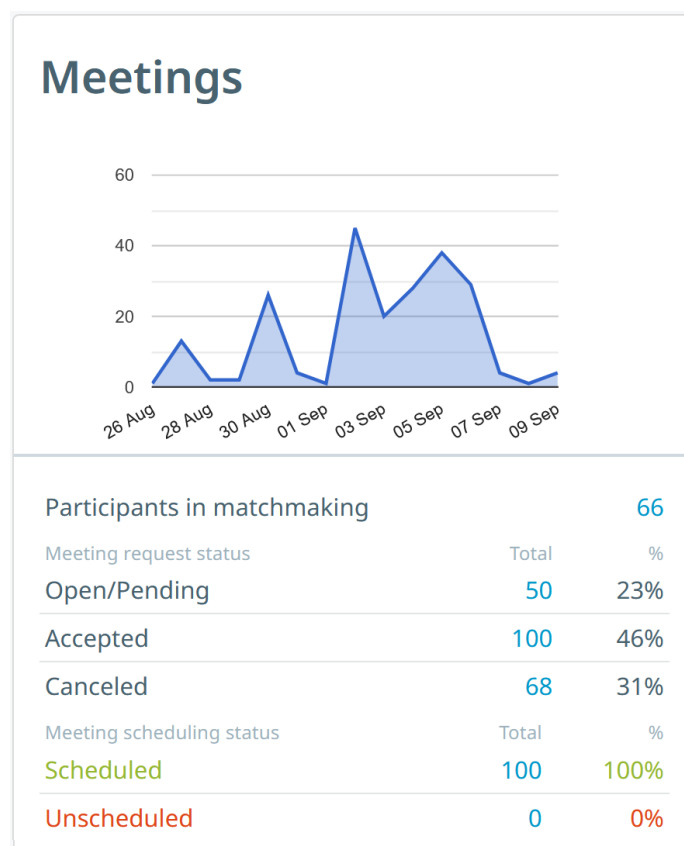 Meetings
60
40
20
0
26 Aug 28 Aug 30 Aug 01 Sep 03 Sep 05 Sep 07 Sep 09 Sep
Participants in matchmaking 66
Meeting request status Total %
Open/Pending 50 23%
Accepted 100 46%
Canceled 68 31%
Meeting scheduling status Total %
Scheduled 100 100%
Unscheduled 0 0%